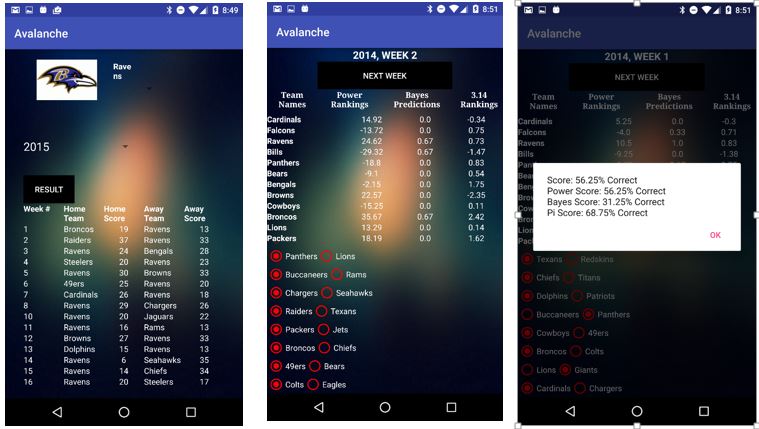 8:49
Avalanche
Rave
ns
2015
RESULT
Week # Home Team Home Score Away Team Away Score
1 Broncos 19 Ravens 13
2 Raiders 37 Ravens 33
3 Ravens 24 Bengals 28
4 Steelers 20 Ravens 23
5 Ravens 30 Browns 33
6 49ers 25 Ravens 20
7 Cardinals 26 Ravens 18
8 Ravens 29 Chargers 26
10 Ravens 20 Jaguars 22
11 Ravens 16 Rams 13
12 Browns 27 Ravens 33
13 Dolphins 15 Ravens 13
14 Ravens 6 Seahawks 35
15 Ravens 14 Chiefs 34
16 Ravens 20 Steelers 17
8:51
Avalanche
2014, WEEK 2
NEXT WEEK
Team Names Power Rankings Bayes Predictions 3.14 Rankings
Cardinals 14.92 0.0 -0.34
Falcons -13.72 0.0 0.75
Ravens 24.62 0.67 0.73
Bills -29.32 0.67 -1.47
Panthers -18.8 0.0 0.83
Bears -9.1 0.0 0.54
Bengals -2.15 0.0 1.75
Browns 22.57 0.0 -2.35
Cowboys -15.25 0.0 0.11
Broncos 35.67 0.67 2.42
Lions 13.29 0.0 0.14
Packers 18.19 0.0 1.62
Panthers Lions
Buccaneers Rams
Chargers Seahawks
Raiders Texans
Packers Jets
Broncos Chiefs
49ers Bears
Colts Eagles
8:51
Avalanche
2014, WEEK 1
NEXT WEEK
Team Names Power Rankings Bayes Predictions 3.14 Rankings
Cardinals 5.25 0.0 -0.3
Falcons -4.0 0.33 0.71
Ravens 10.5 1.0 0.83
Bills -9.25 0.0 -1.38
Score: 56.25% Correct
Power Score: 56.25% Correct
Bayes Score: 31.25% Correct
Pi Score: 68.75% Correct
OK
Texans Redskins
Chiefs Titans
Dolphins Patriots
Buccaneers Panthers
Cowboys 49ers
Broncos Colts
Lions Giants
Cardinals Chargers